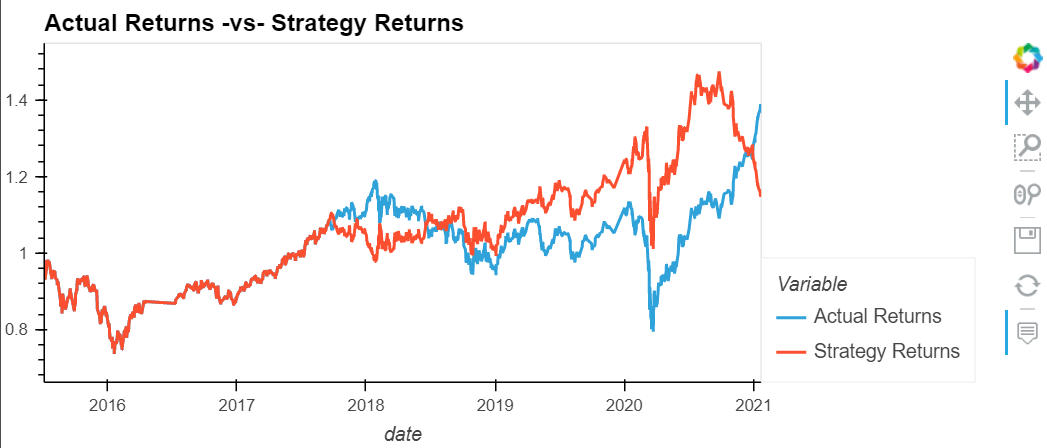 Actual Returns -vs- Strategy Returns
1.4
1.2
1
0.8
2016 2017 2018 2019 2020 2021
date
Variable
Actual Returns
Strategy Returns